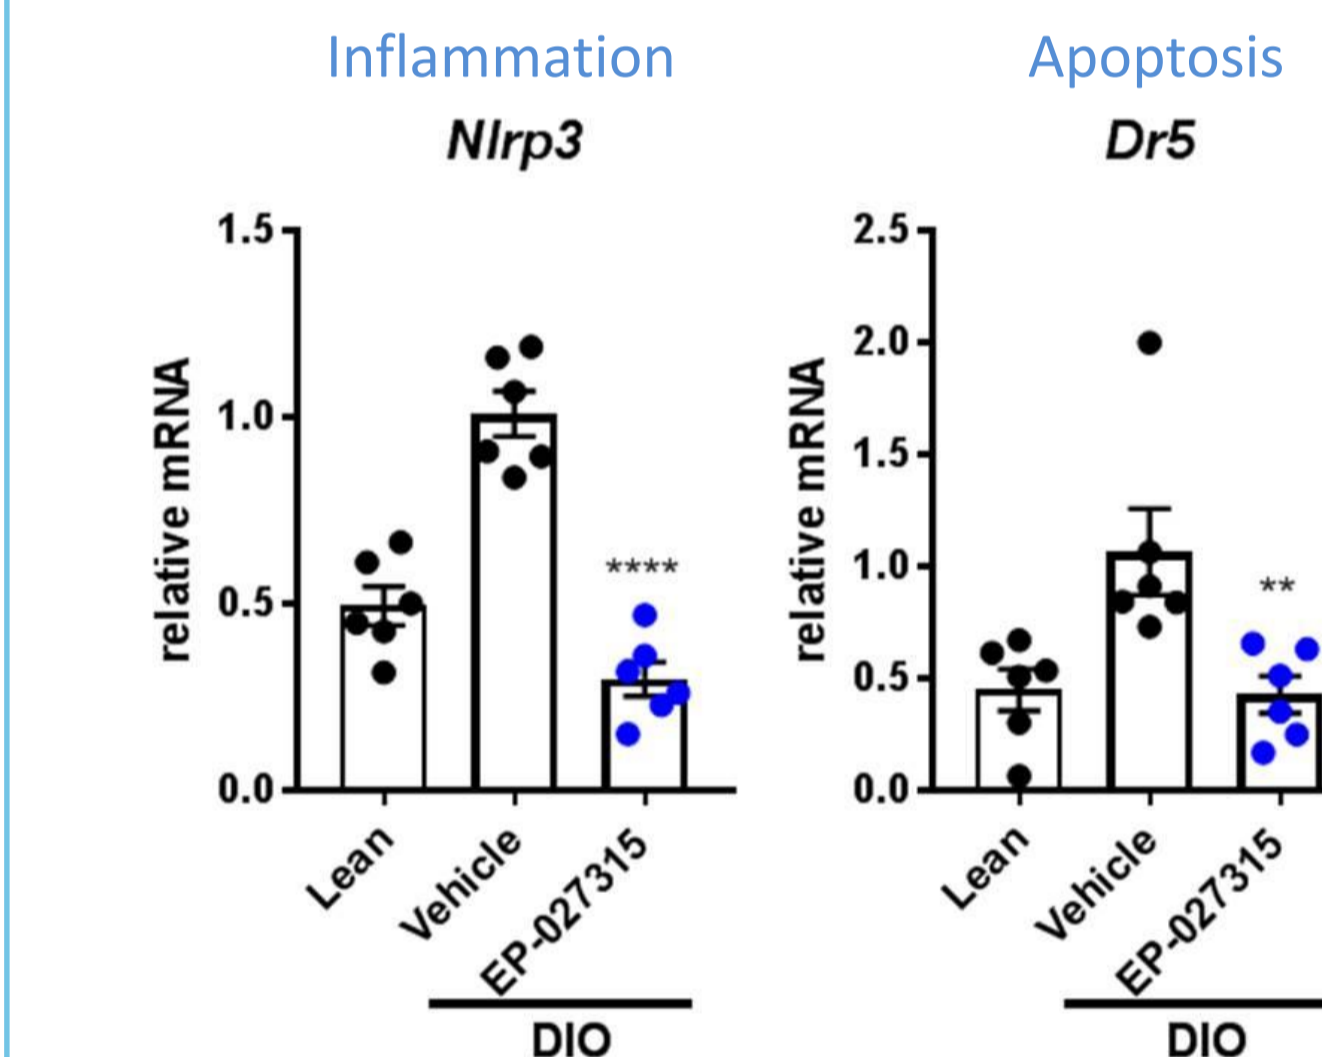 Inflammation
Nlrp3
1.5
1.0
0.5
0.0
relative mRNA
****
Lean
Vehicle
EP-027315
DIO
Apoptosis
Dr5
2.5
2.0
1.5
1.0
0.5
0.0
relative mRNA
**
Lean
Vehicle
EP-027315
DIO